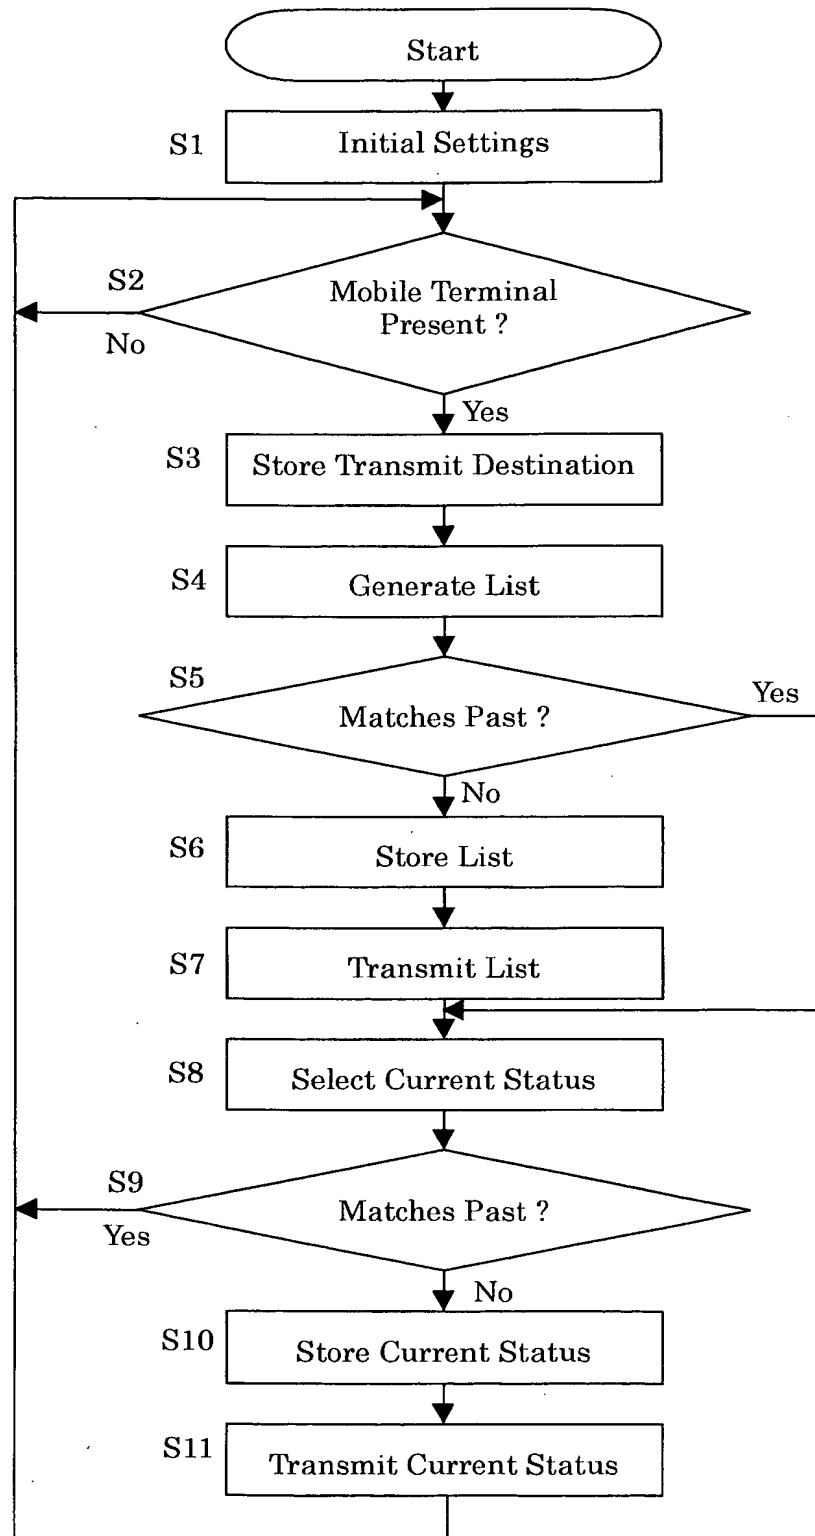 Start
S1
Initial Settings
S2
Mobile Terminal
Present ?
No
Yes
S3
Store Transmit Destination
S4
Generate List
S5
Matches Past ?
Yes
No
S6
Store List
S7
Transmit List
S8
Select Current Status
S9
Matches Past ?
Yes
No
S10
Store Current Status
S11
Transmit Current Status